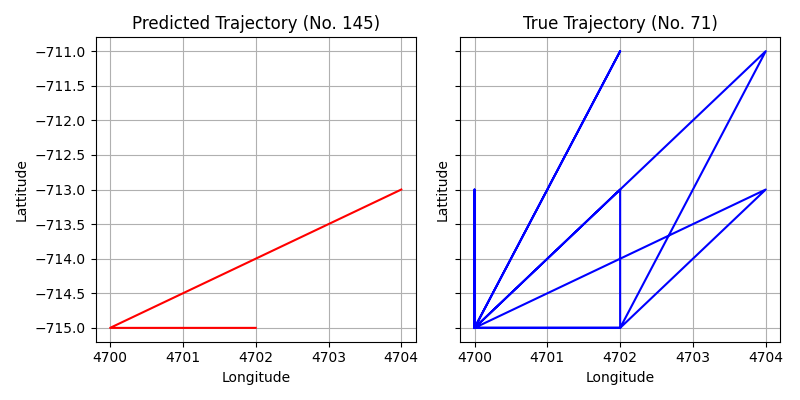 Predicted Trajectory (No. 145)
Lattitude
−711.0
−711.5
−712.0
−712.5
−713.0
−713.5
−714.0
−714.5
−715.0
4700 4701 4702 4703 4704
Longitude
True Trajectory (No. 71)
Lattitude
4700 4701 4702 4703 4704
Longitude